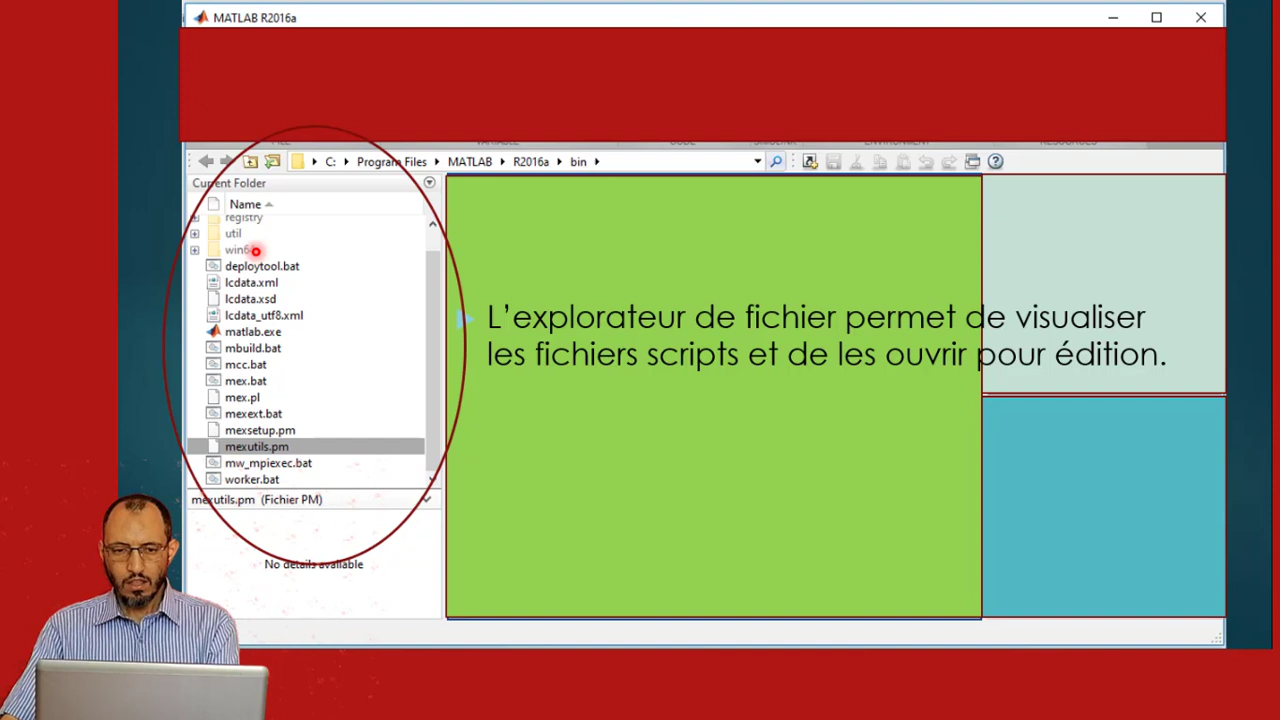 MATLAB R2016a
C: Program Files MATLAB R2016a bin
Current Folder
Name
registry
util
deploytool.bat
lcdata.xml
lcdata.xsd
lcdata_utf8.xml
matlab.exe
mbuild.bat
mcc.bat
mex.bat
mex.pl
mexext.bat
mexsetup.pm
mexutils.pm
mw_mpiexec.bat
worker.bat
mexutils.pm (Fichier PM)
No details available
L’explorateur de fichier permet de visualiser
les fichiers scripts et de les ouvrir pour édition.